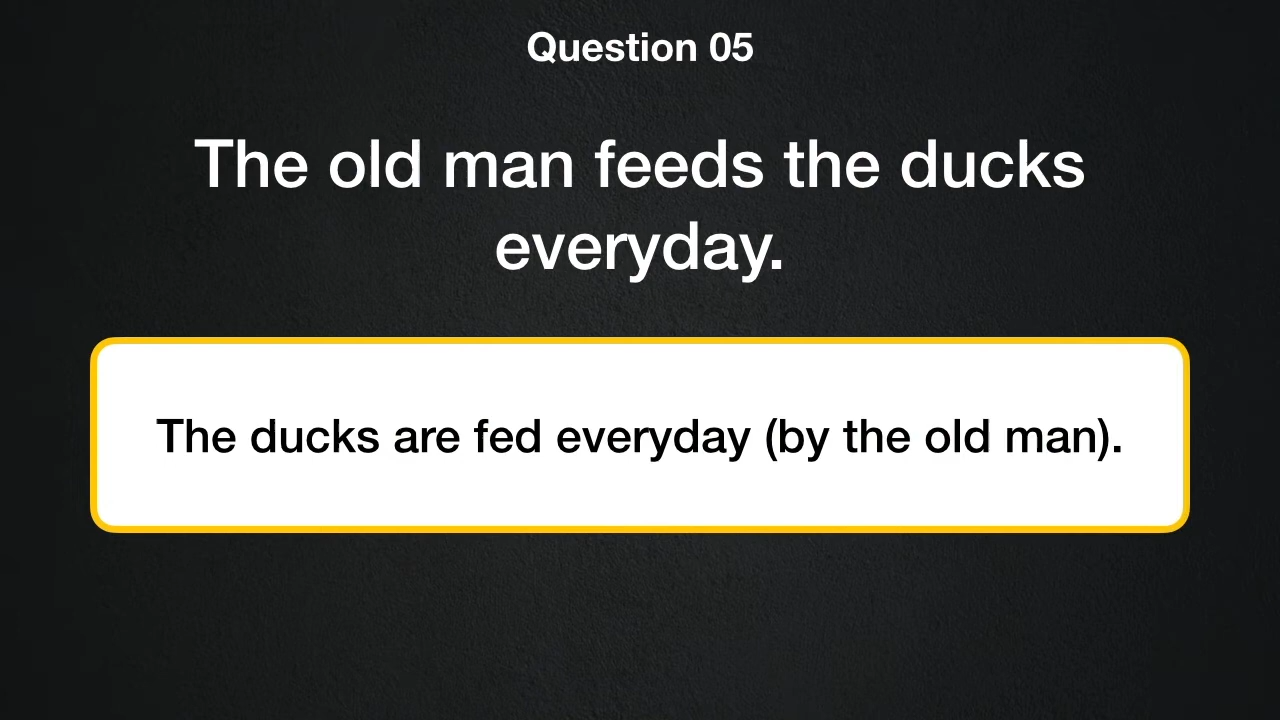 Question 05
The old man feeds the ducks
everyday.
The ducks are fed everyday (by the old man).